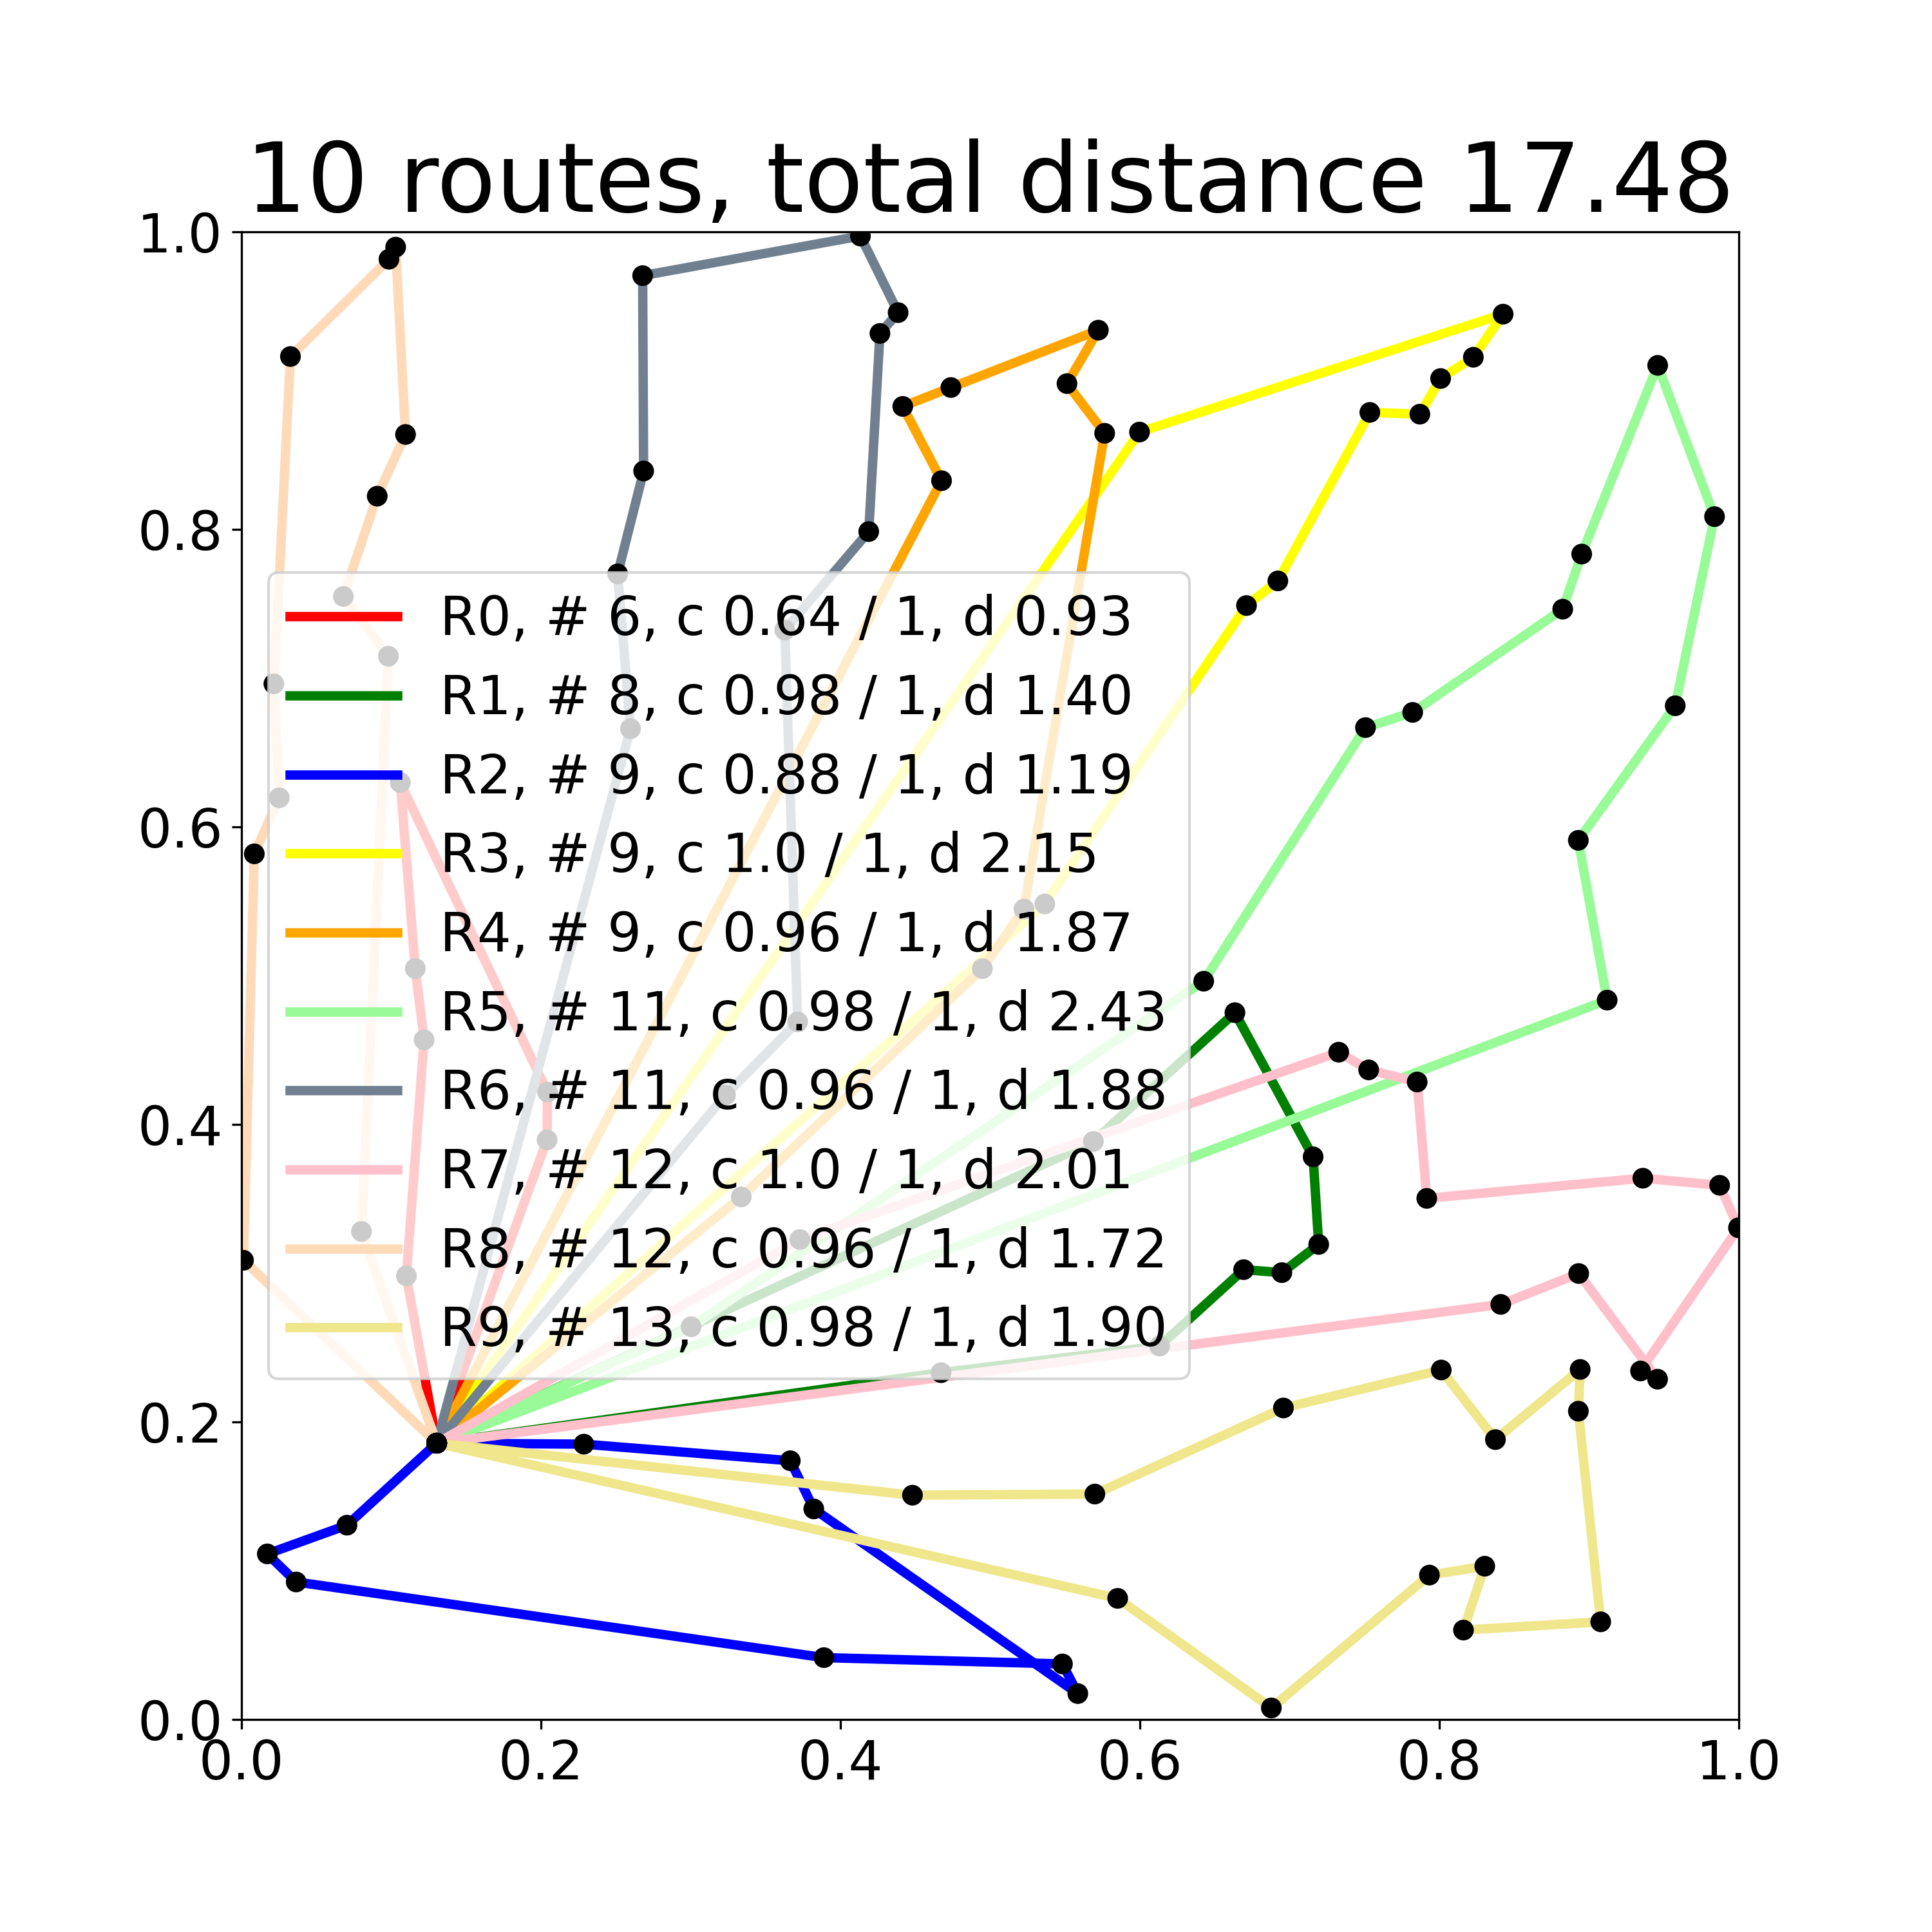 10 routes, total distance 17.48
1.0
0.8
0.6
0.4
0.2
0.0
R0, # 6, c 0.64 / 1, d 0.93
R1, # 8, c 0.98 / 1, d 1.40
R2, # 9, c 0.88 / 1, d 1.19
R3, # 9, c 1.0 / 1, d 2.15
R4, # 9, c 0.96 / 1, d 1.87
R5, # 11, c 0.98 / 1, d 2.43
R6, # 11, c 0.96 / 1, d 1.88
R7, # 12, c 1.0 / 1, d 2.01
R8, # 12, c 0.96 / 1, d 1.72
R9, # 13, c 0.98 / 1, d 1.90
0.0 0.2 0.4 0.6 0.8 1.0